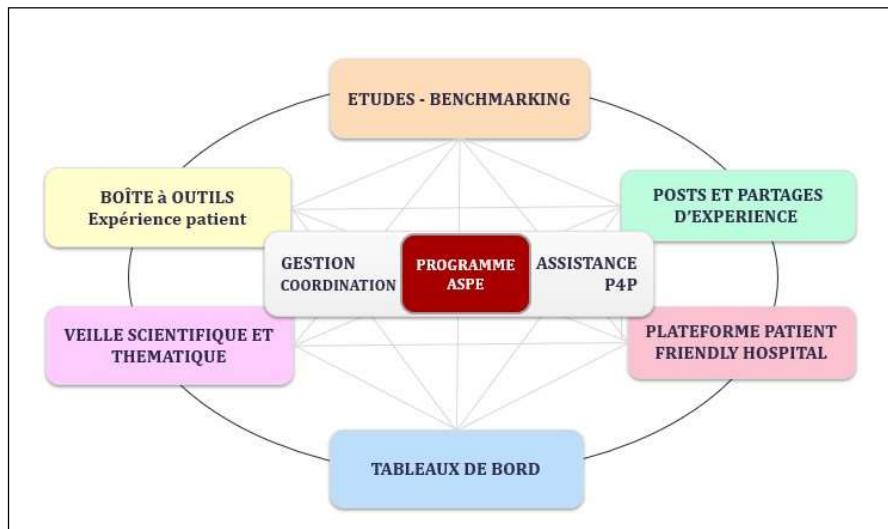 ETUDES - BENCHMARKING
BOÎTE à OUTILS
Expérience patient
POSTS ET PARTAGES
D'EXPERIENCE
GESTION
COORDINATION
PROGRAMME
ASPE
ASSISTANCE
P4P
VEILLE SCIENTIFIQUE ET
THEMATIQUE
PLATEFORME PATIENT
FRIENDLY HOSPITAL
TABLEAUX DE BORD